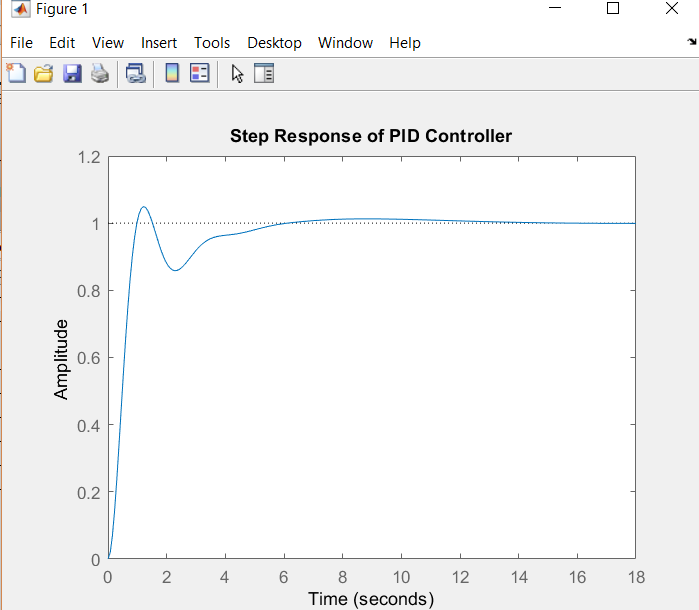 Figure 1
File Edit View Insert Tools Desktop Window Help
Step Response of PID Controller
1.2
1
0.8
0.6
0.4
0.2
0
Amplitude
0 2 4 6 8 10 12 14 16 18
Time (seconds)